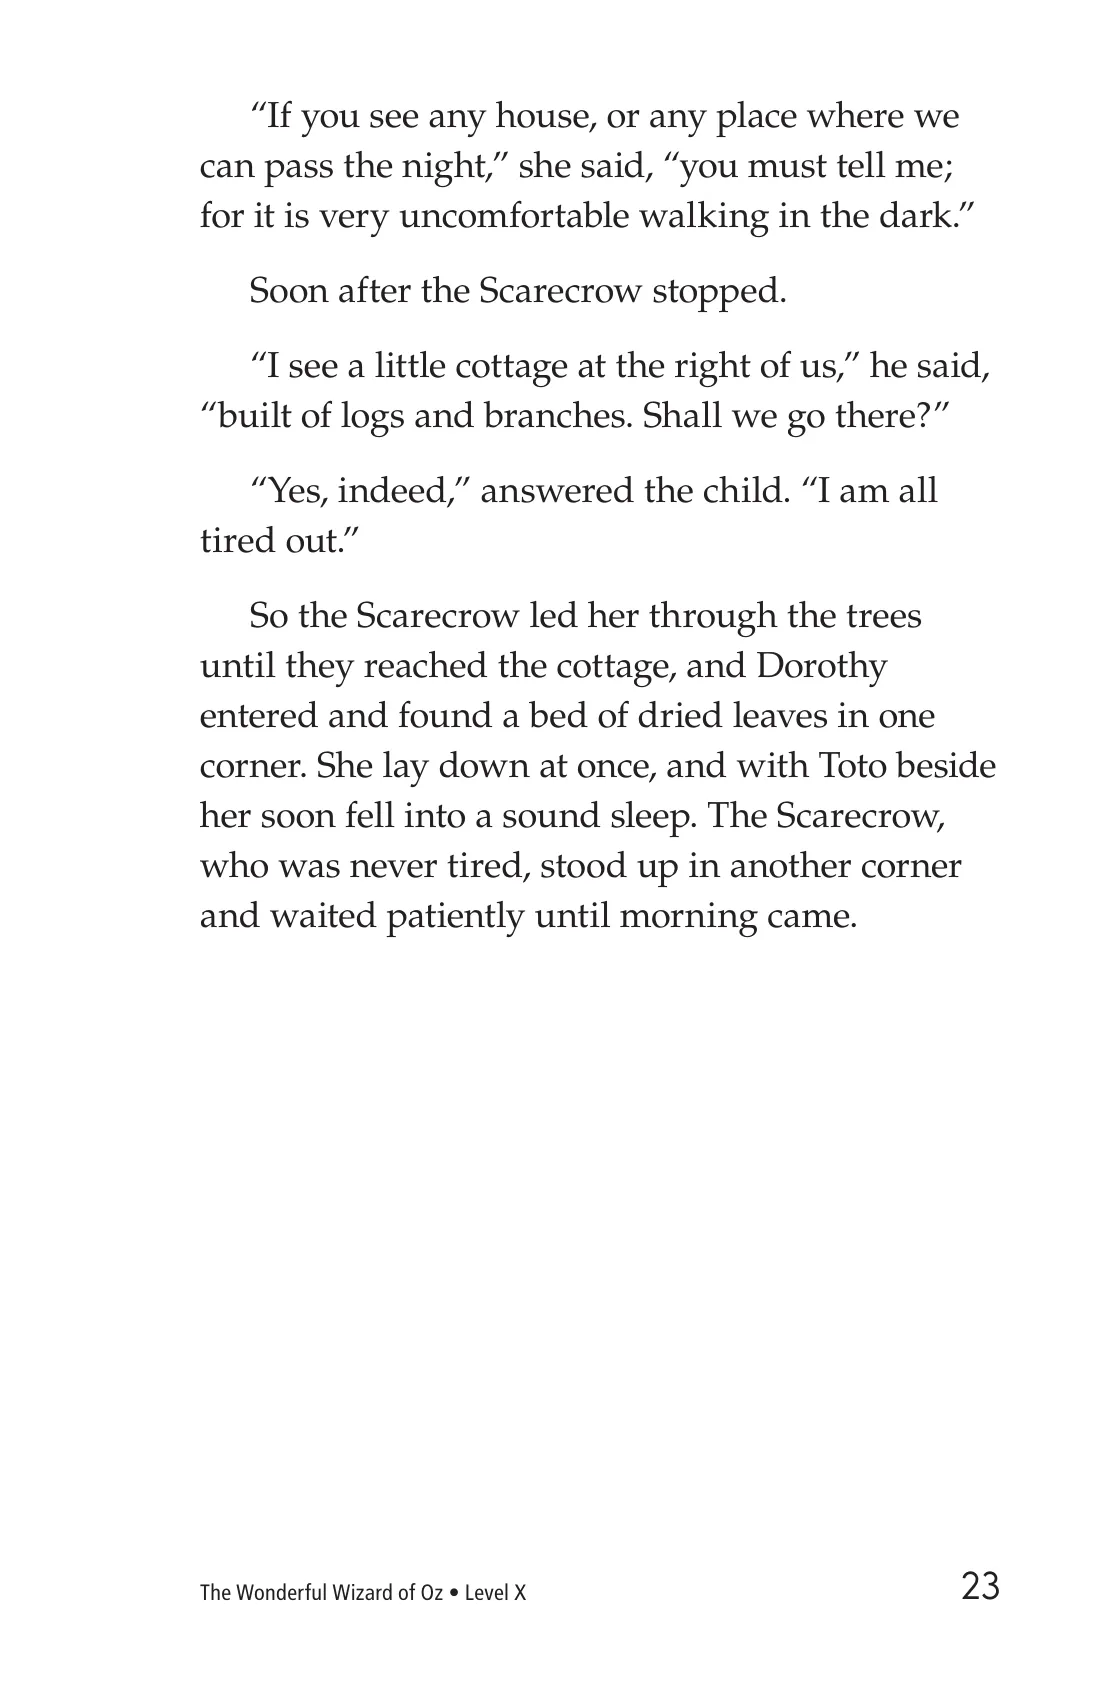 “If you see any house, or any place where we
can pass the night,” she said, “you must tell me;
for it is very uncomfortable walking in the dark.”
Soon after the Scarecrow stopped.
“I see a little cottage at the right of us,” he said,
“built of logs and branches. Shall we go there?”
“Yes, indeed,” answered the child. “I am all
tired out.”
So the Scarecrow led her through the trees
until they reached the cottage, and Dorothy
entered and found a bed of dried leaves in one
corner. She lay down at once, and with Toto beside
her soon fell into a sound sleep. The Scarecrow,
who was never tired, stood up in another corner
and waited patiently until morning came.
The Wonderful Wizard of Oz • Level X 23